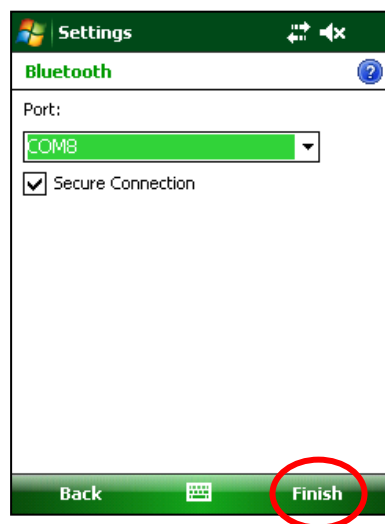 Settings
Bluetooth
?
Port:
COM8
Secure Connection
Back Finish